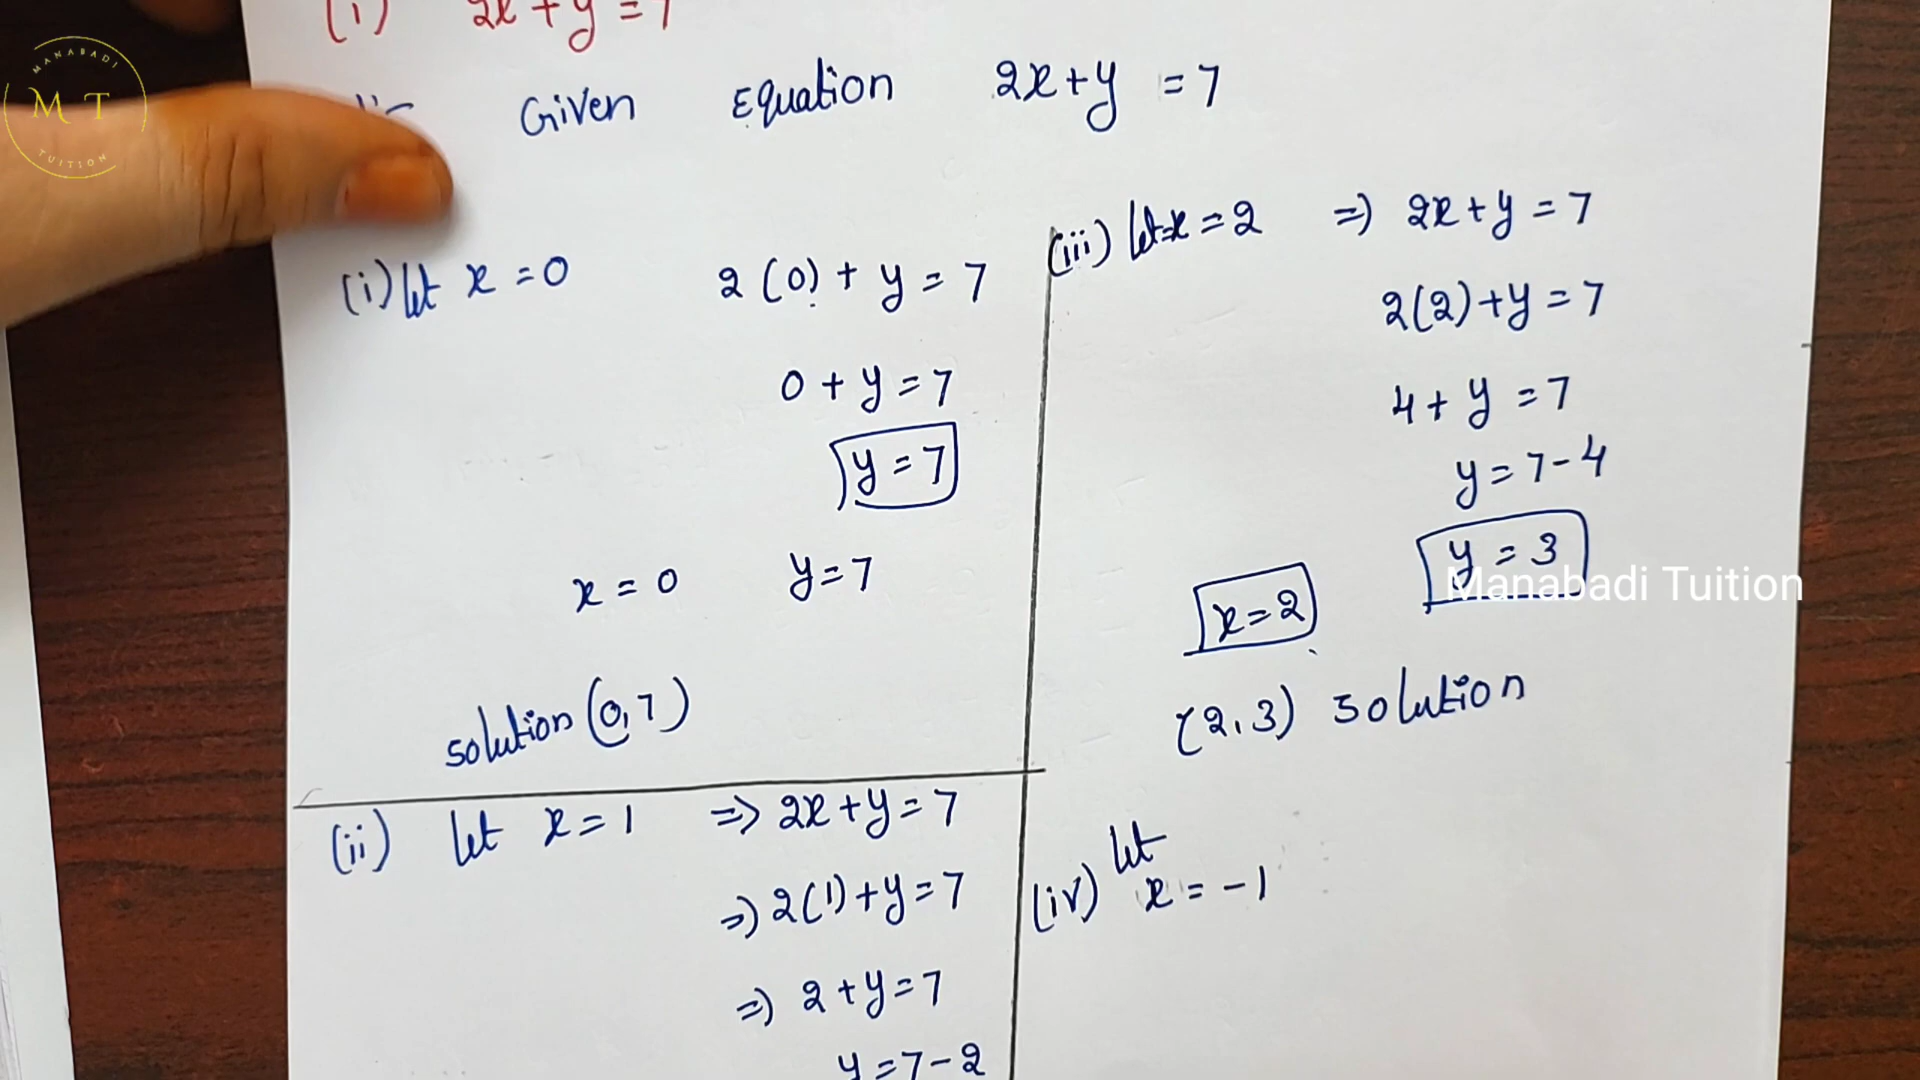 (i) 2x+y=7
Given Equation 2x+y = 7
(i) let x = 0 2(0) + y = 7
0 + y = 7
y = 7
x = 0 y = 7
solution (0,7)
(ii) let x = 1 => 2x+y = 7
=) 2(1)+y = 7
=) 2+y = 7
y = 7-2
(iii) let x = 2 =) 2x+y = 7
2(2)+y = 7
4+ y = 7
y = 7-4
y = 3
x = 2
(2,3) solution
(iv) let
x = -1
MANABADI
M T
TUITION
Manabadi Tuition